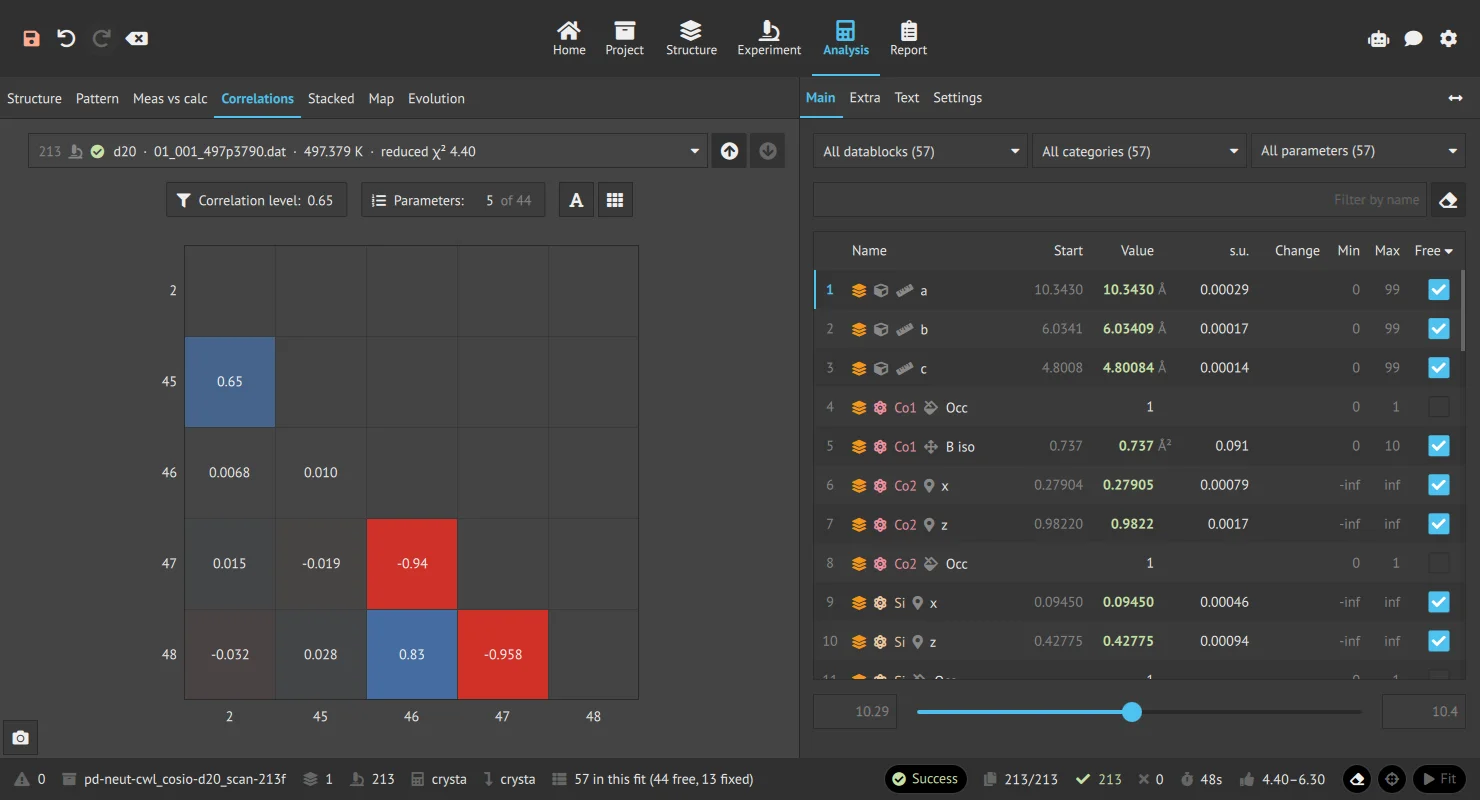 Home Project Structure Experiment Analysis Report
Structure Pattern Meas vs calc Correlations Stacked Map Evolution
Main Extra Text Settings
213 d20 · 01_001_497p3790.dat · 497.379 K · reduced χ² 4.40
All datablocks (57) All categories (57) All parameters (57)
Correlation level: 0.65 Parameters: 5 of 44 A
Filter by name
Name Start Value s.u. Change Min Max Free
1 a 10.3430 10.3430 Å 0.00029 0 99
2 b 6.0341 6.03409 Å 0.00017 0 99
3 c 4.8008 4.80084 Å 0.00014 0 99
4 Co1 Occ 1 0 1
5 Co1 B iso 0.737 0.737 Å² 0.091 0 10
6 Co2 x 0.27904 0.27905 0.00079 -inf inf
7 Co2 z 0.98220 0.9822 0.0017 -inf inf
8 Co2 Occ 1 0 1
9 Si x 0.09450 0.09450 0.00046 -inf inf
10 Si z 0.42775 0.42775 0.00094 -inf inf
2
45 0.65
46 0.0068 0.010
47 0.015 -0.019 -0.94
48 -0.032 0.028 0.83 -0.958
2 45 46 47 48
10.29 10.4
0 pd-neut-cwl_cosio-d20_scan-213f 1 213 crysta crysta 57 in this fit (44 free, 13 fixed) Success 213/213 213 0 48s 4.40–6.30 Fit